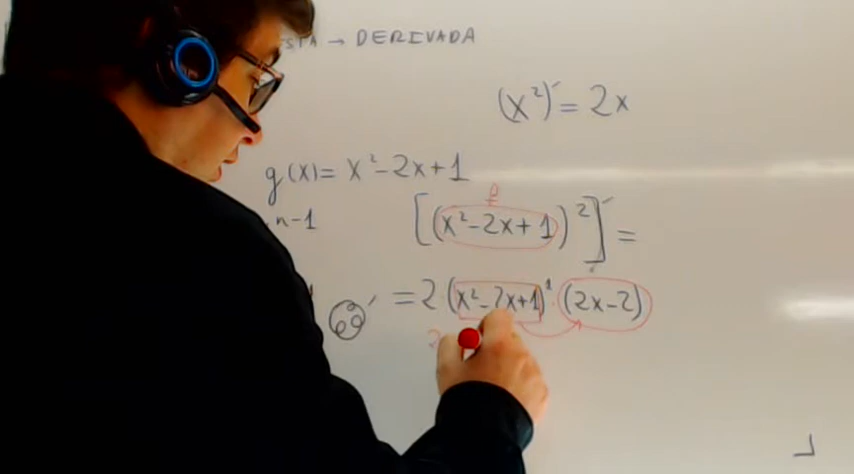 → DERIVADA
(x²)′ = 2x
g(x) = x² - 2x + 1
n-1
f
[(x² - 2x + 1)²]′ =
= 2(x² - 2x + 1)¹ (2x - 2)